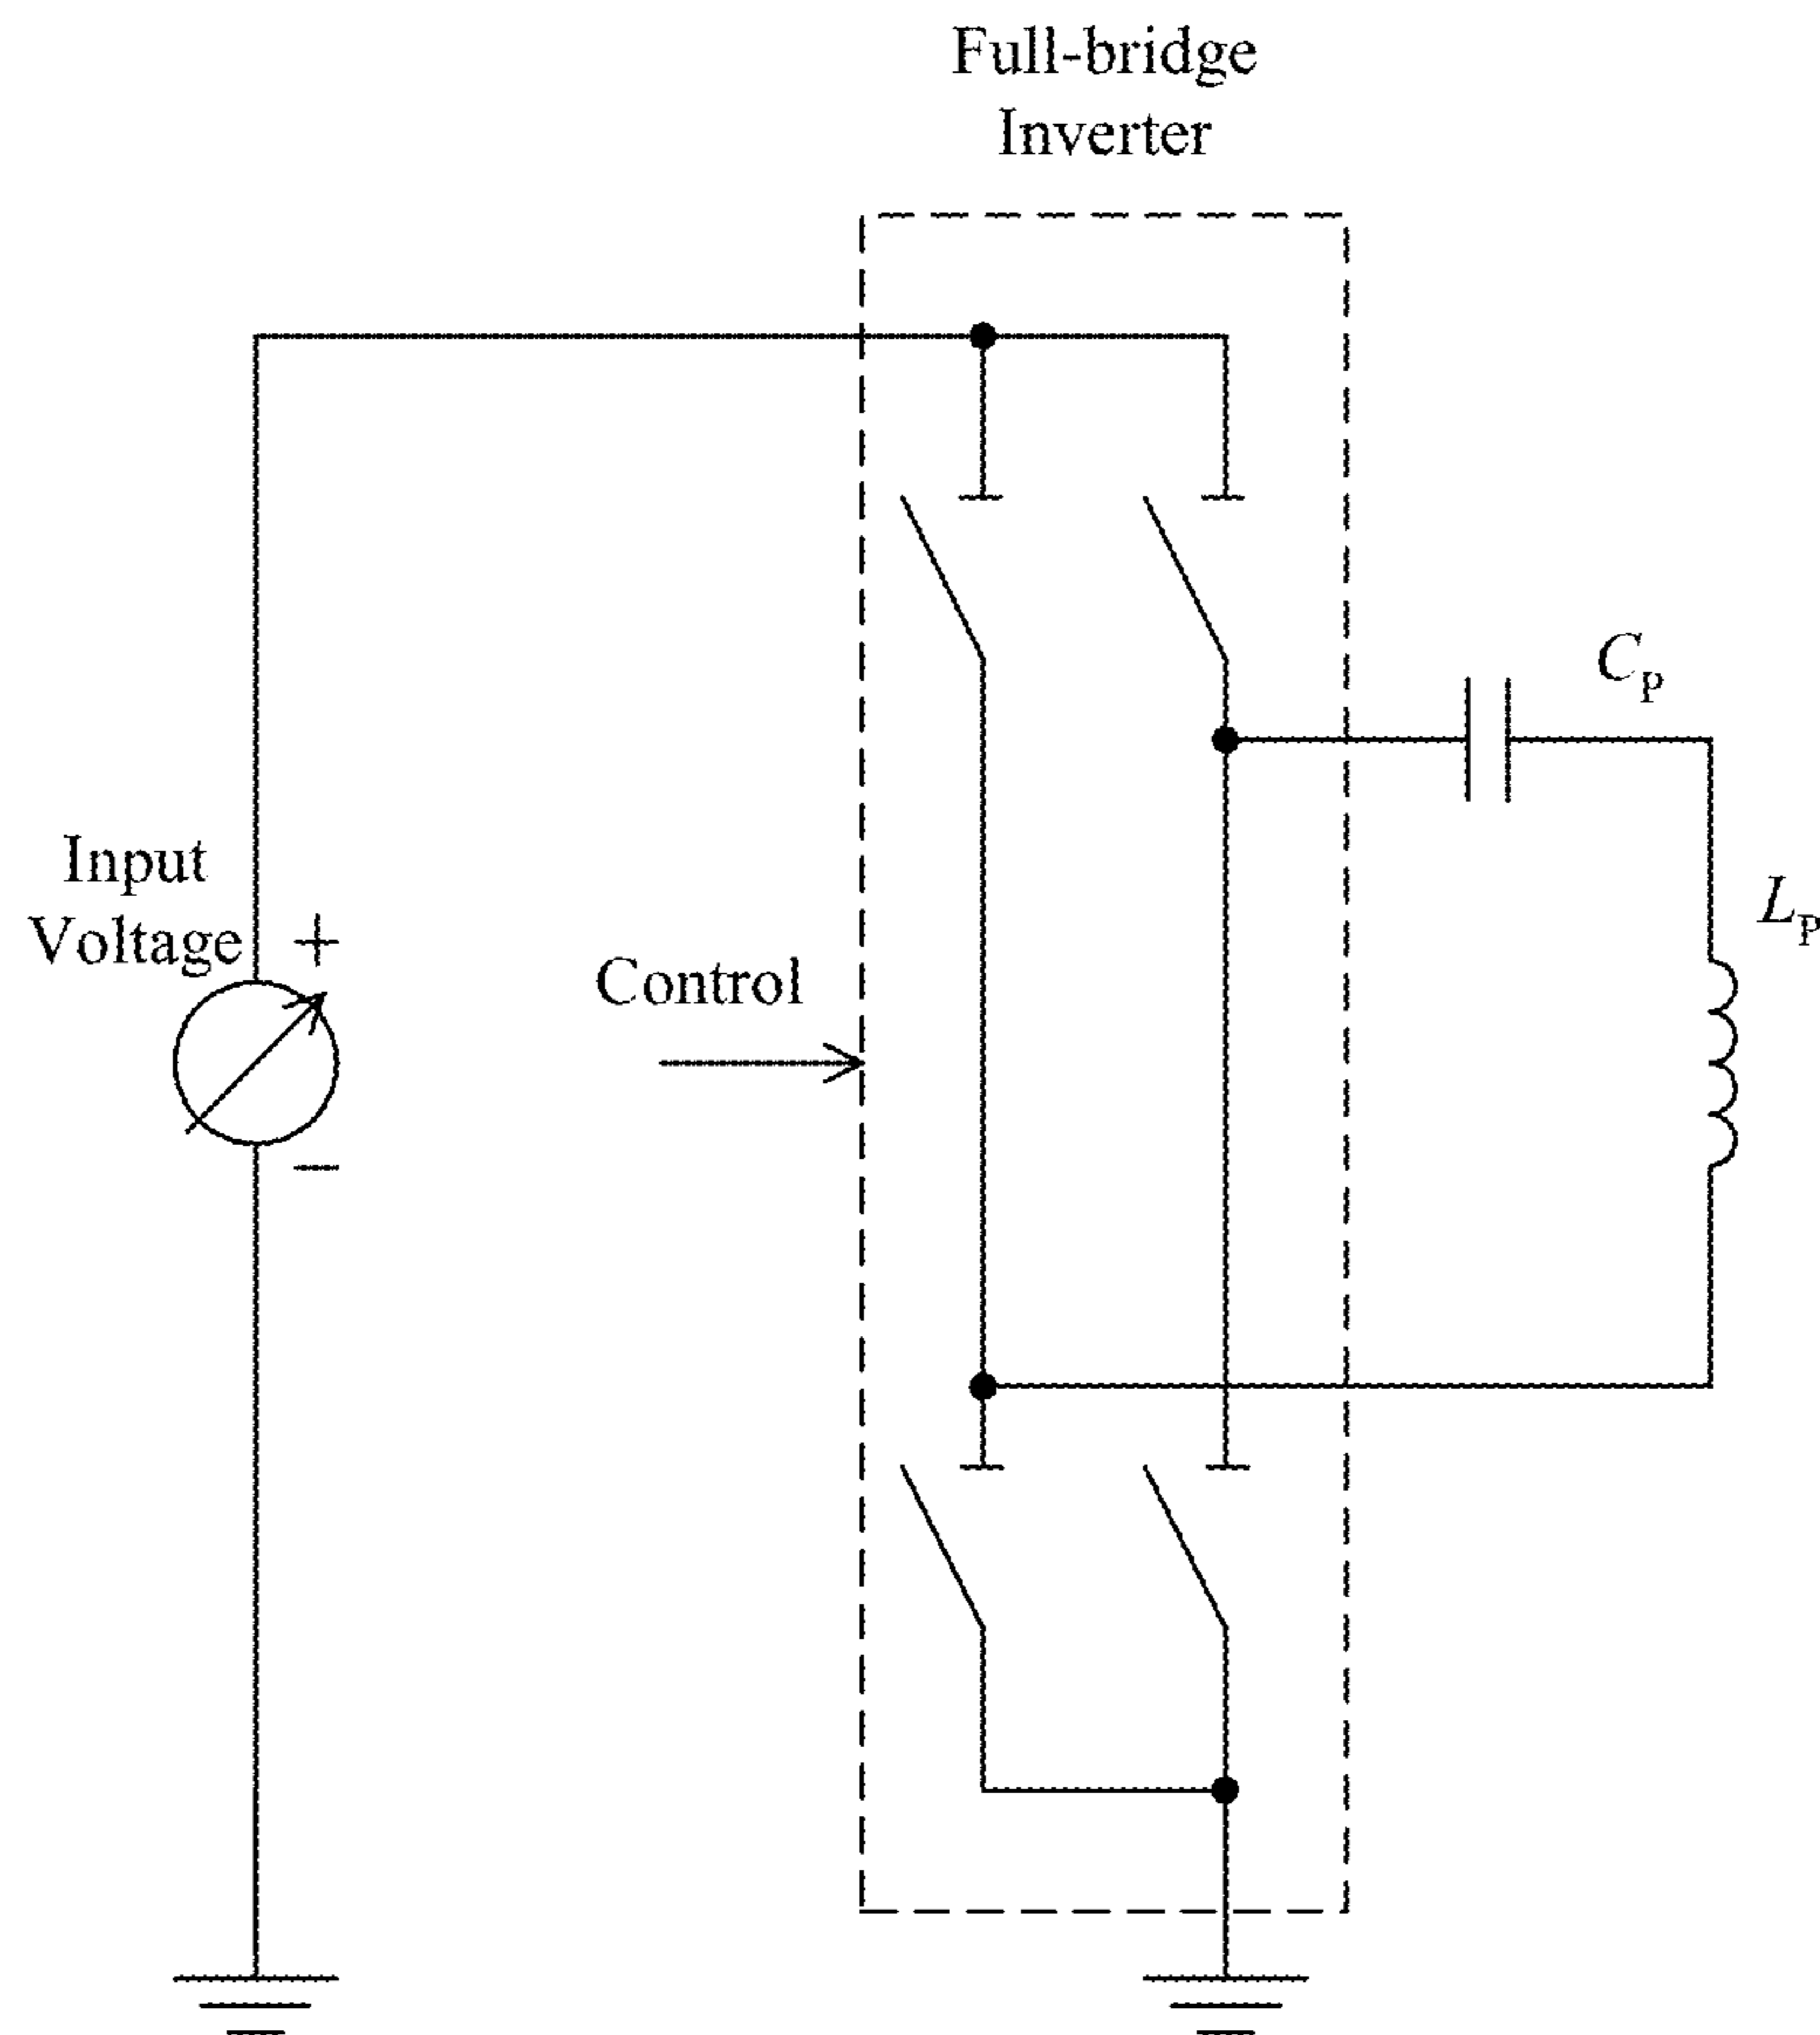 Full-bridge
Inverter
C_p
Input
Voltage
+
L_p
Control
−